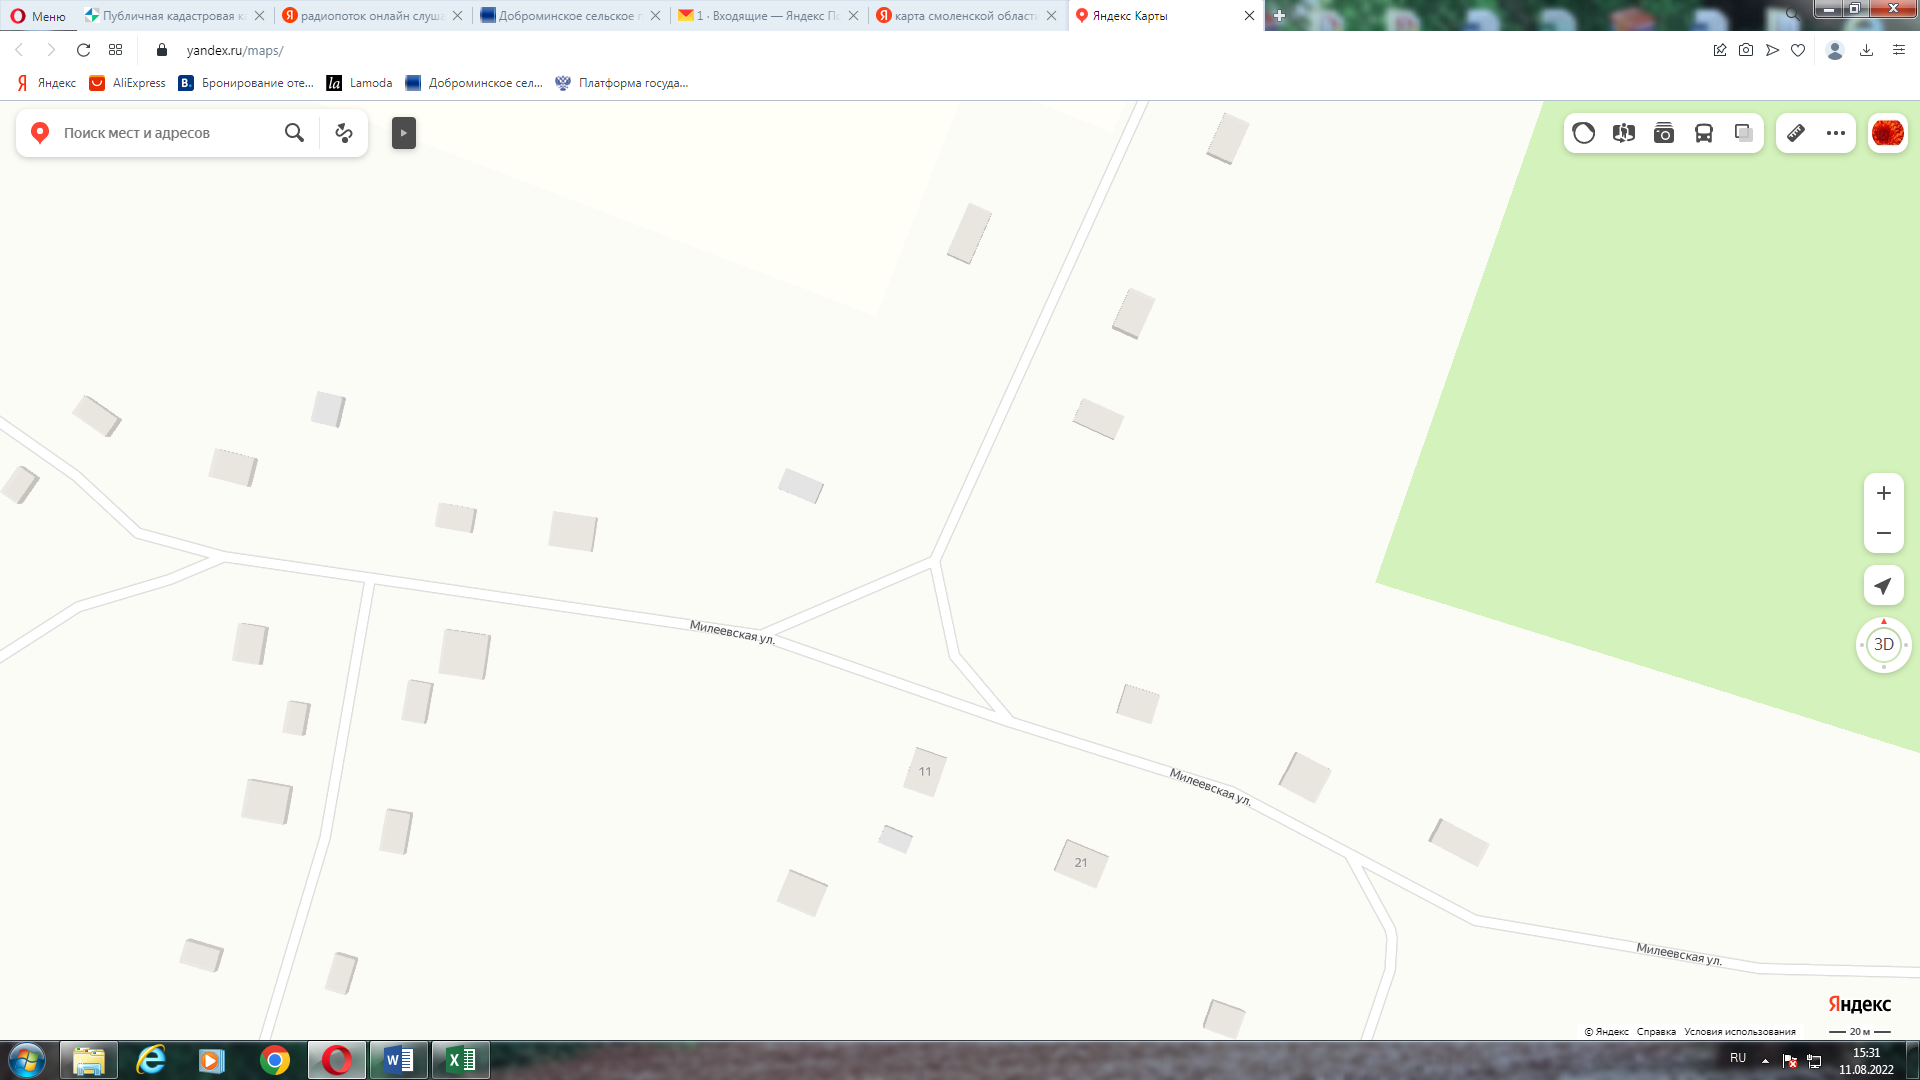 Меню
Публичная кадастровая к
радиопоток онлайн слуш
Доброминское сельское
1 · Входящие — Яндекс П
карта смоленской област
Яндекс Карты
yandex.ru/maps/
Яндекс
AliExpress
Бронирование оте...
Lamoda
Доброминское сел...
Платформа госуда...
Поиск мест и адресов
3D
Милеевская ул.
11
Милеевская ул.
21
Милеевская ул.
Яндекс
© Яндекс Справка Условия использования
20 м
RU
15:31
11.08.2022